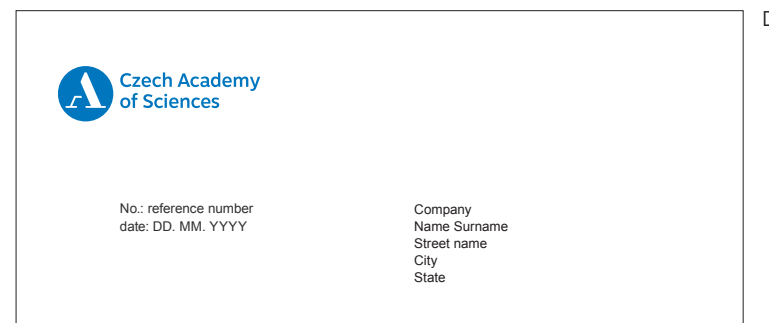 Czech Academy
of Sciences
No.: reference number
date: DD. MM. YYYY
Company
Name Surname
Street name
City
State